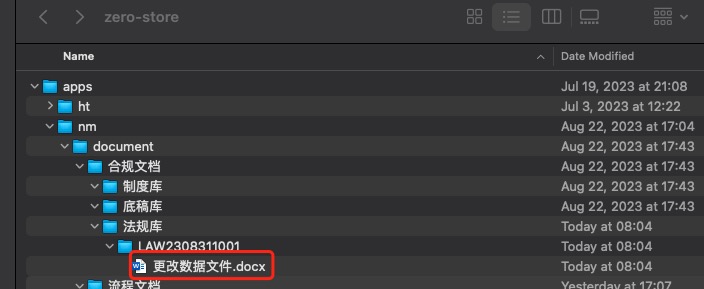 zero-store
Name Date Modified
apps Jul 19, 2023 at 21:08
ht Jul 3, 2023 at 12:22
nm Aug 22, 2023 at 17:04
document Aug 22, 2023 at 17:43
合规文档 Aug 22, 2023 at 17:43
制度库 Aug 22, 2023 at 17:43
底稿库 Aug 22, 2023 at 17:43
法规库 Today at 08:04
LAW2308311001 Today at 08:04
更改数据文件.docx Today at 08:04
流程文档 Yesterday at 17:07